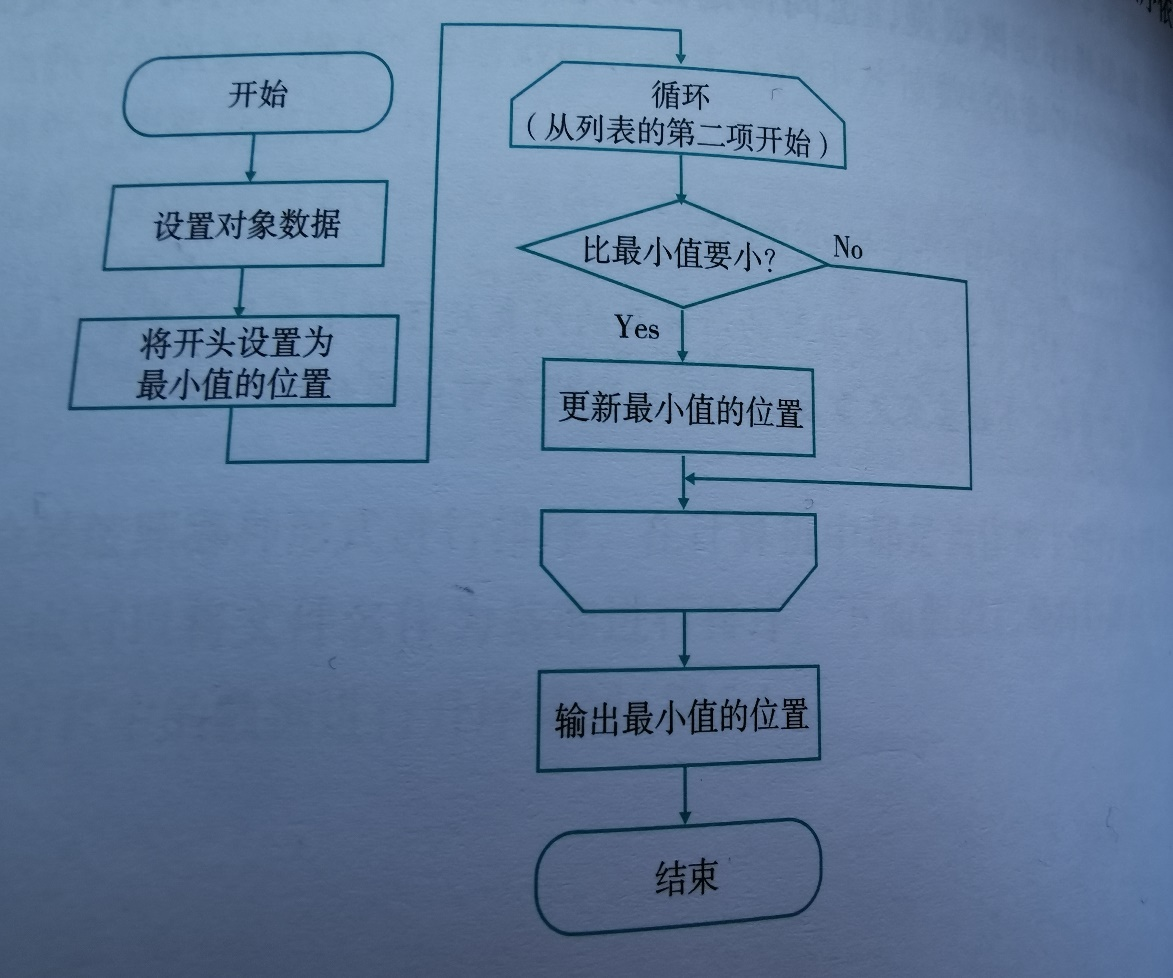 开始
设置对象数据
将开头设置为
最小值的位置
循环
（从列表的第二项开始）
比最小值要小？
No
Yes
更新最小值的位置
输出最小值的位置
结束